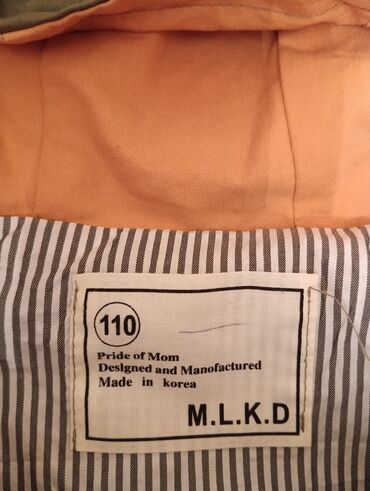 110
Pride of Mom
Designed and Manofactured
Made in korea
M.L.K.D